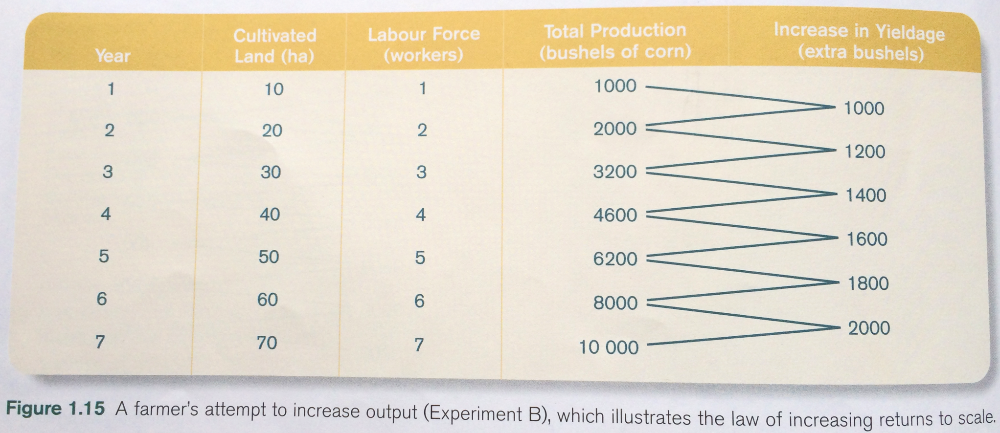 Year Cultivated Land (ha) Labour Force (workers) Total Production (bushels of corn) Increase in Yieldage (extra bushels)
1 10 1 1000
1000
2 20 2 2000
1200
3 30 3 3200
1400
4 40 4 4600
1600
5 50 5 6200
1800
6 60 6 8000
2000
7 70 7 10 000
Figure 1.15 A farmer's attempt to increase output (Experiment B), which illustrates the law of increasing returns to scale.